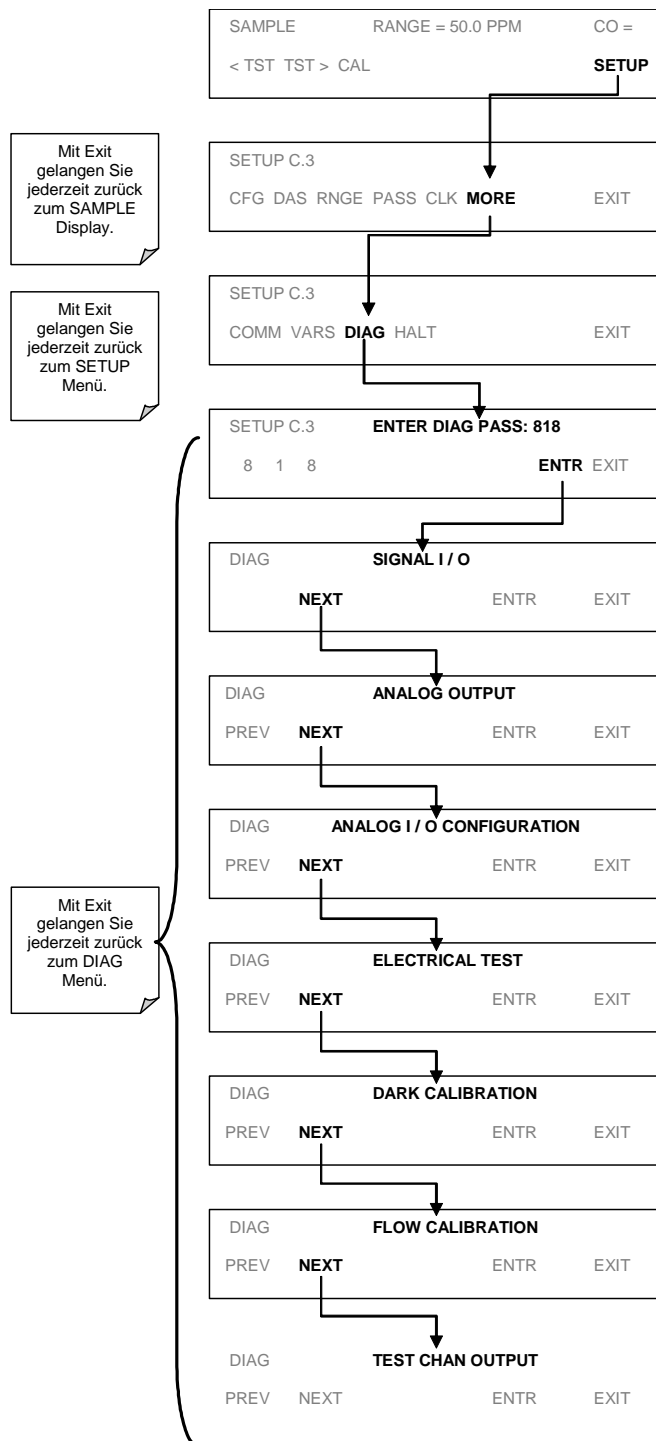 SAMPLE RANGE = 50.0 PPM CO =
< TST TST > CAL SETUP
Mit Exit
gelangen Sie
jederzeit zurück
zum SAMPLE
Display.
SETUP C.3
CFG DAS RNGE PASS CLK MORE EXIT
Mit Exit
gelangen Sie
jederzeit zurück
zum SETUP
Menü.
SETUP C.3
COMM VARS DIAG HALT EXIT
SETUP C.3 ENTER DIAG PASS: 818
8 1 8 ENTR EXIT
DIAG SIGNAL I / O
NEXT ENTR EXIT
DIAG ANALOG OUTPUT
PREV NEXT ENTR EXIT
DIAG ANALOG I / O CONFIGURATION
PREV NEXT ENTR EXIT
Mit Exit
gelangen Sie
jederzeit zurück
zum DIAG
Menü.
DIAG ELECTRICAL TEST
PREV NEXT ENTR EXIT
DIAG DARK CALIBRATION
PREV NEXT ENTR EXIT
DIAG FLOW CALIBRATION
PREV NEXT ENTR EXIT
DIAG TEST CHAN OUTPUT
PREV NEXT ENTR EXIT